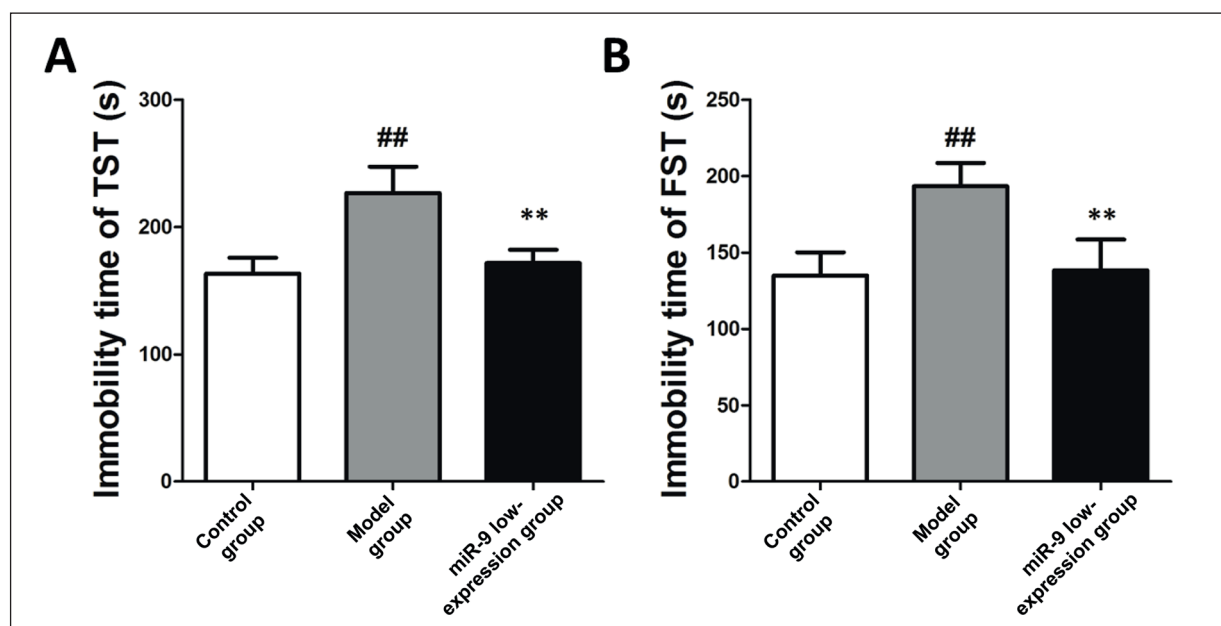 A
Immobility time of TST (s)
300
200
100
0
##
**
Control
group
Model
group
miR-9 low-
expression group
B
Immobility time of FST (s)
250
200
150
100
50
0
##
**
Control
group
Model
group
miR-9 low-
expression group